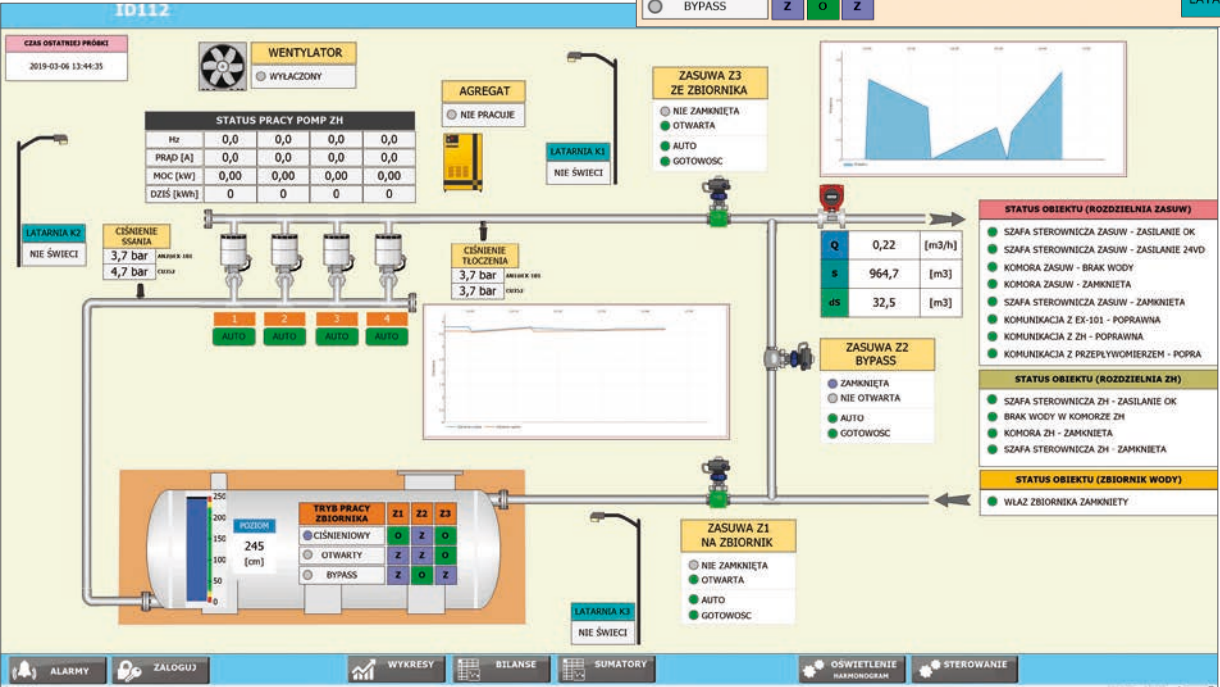 ID112
BYPASS Z O Z
CZAS OSTATNIEJ PRÓBKI
2019-03-06 13:44:35
WENTYLATOR
WYŁACZONY
AGREGAT
NIE PRACUJE
LATARNIA K1
NIE ŚWIECI
ZASUWA Z3
ZE ZBIORNIKA
NIE ZAMKNIĘTA
OTWARTA
AUTO
GOTOWOSC
STATUS PRACY POMP ZH
Hz 0,0 0,0 0,0 0,0
PRĄD [A] 0,0 0,0 0,0 0,0
MOC [kW] 0,00 0,00 0,00 0,00
DZIŚ [kWh] 0 0 0 0
LATARNIA K2
NIE ŚWIECI
CIŚNIENIE
SSANIA
3,7 bar
4,7 bar CU352
CIŚNIENIE
TŁOCZENIA
3,7 bar
3,7 bar CU352
1 2 3 4
AUTO AUTO AUTO AUTO
Q 0,22 [m3/h]
S 964,7 [m3]
dS 32,5 [m3]
ZASUWA Z2
BYPASS
ZAMKNIĘTA
NIE OTWARTA
AUTO
GOTOWOSC
STATUS OBIEKTU (ROZDZIELNIA ZASUW)
SZAFA STEROWNICZA ZASUW - ZASILANIE OK
SZAFA STEROWNICZA ZASUW - ZASILANIE 24VD
KOMORA ZASUW - BRAK WODY
KOMORA ZASUW - ZAMKNIETA
SZAFA STEROWNICZA ZASUW - ZAMKNIETA
KOMUNIKACJA Z EX-101 - POPRAWNA
KOMUNIKACJA Z ZH - POPRAWNA
KOMUNIKACJA Z PRZEPŁYWOMIERZEM - POPRA
STATUS OBIEKTU (ROZDZIELNIA ZH)
SZAFA STEROWNICZA ZH - ZASILANIE OK
BRAK WODY W KOMORZE ZH
KOMORA ZH - ZAMKNIETA
SZAFA STEROWNICZA ZH - ZAMKNIETA
STATUS OBIEKTU (ZBIORNIK WODY)
WŁAZ ZBIORNIKA ZAMKNIETY
250
200
150
100
50
0
POZIOM
245
[cm]
TRYB PRACY
ZBIORNIKA Z1 Z2 Z3
CIŚNIENIOWY O Z O
OTWARTY Z Z O
BYPASS Z O Z
ZASUWA Z1
NA ZBIORNIK
NIE ZAMKNIĘTA
OTWARTA
AUTO
GOTOWOSC
LATARNIA K3
NIE ŚWIECI
ALARMY
ZALOGUJ
WYKRESY
BILANSE
SUMATORY
OŚWIETLENIE
HARMONOGRAM
STEROWANIE